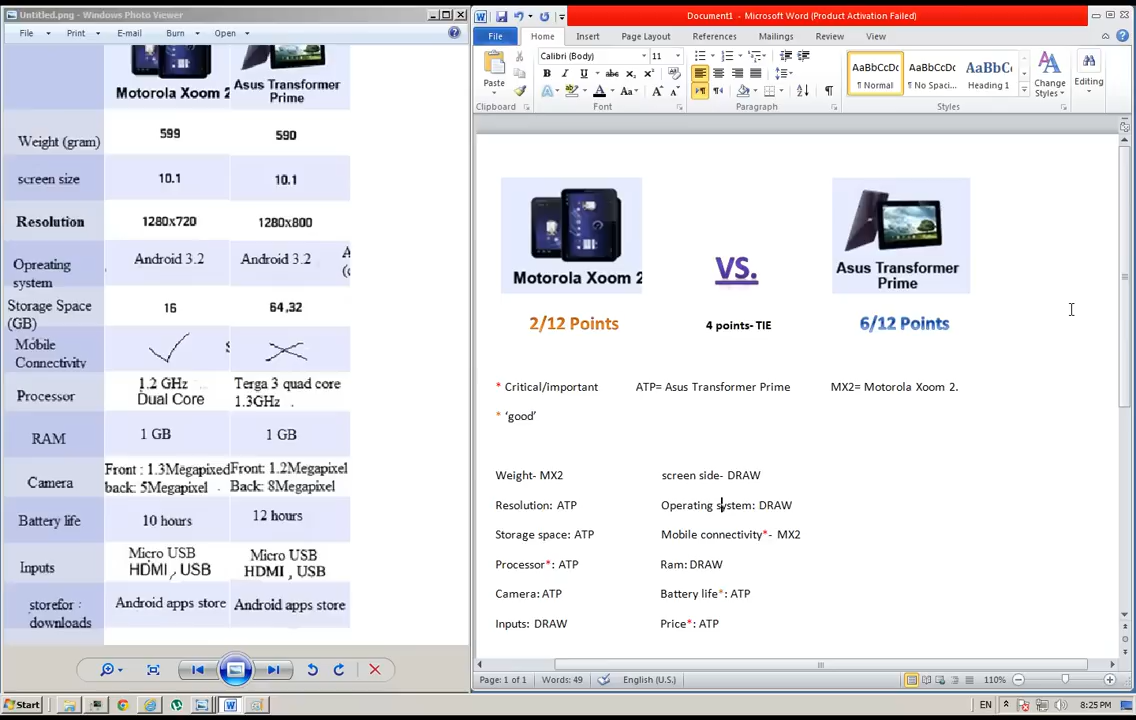 Untitled.png - Windows Photo Viewer
File Print E-mail Burn Open
Motorola Xoom 2 Asus Transformer
Prime
Weight (gram) 599 590
screen size 10.1 10.1
Resolution 1280x720 1280x800
Opreating
system
Android 3.2 Android 3.2
Storage Space
(GB)
16 64,32
Mobile
Connectivity
Processor
1.2 GHz
Dual Core
Terga 3 quad core
1.3GHz .
RAM 1 GB 1 GB
Camera
Front : 1.3Megapixed
back: 5Megapixel
Front: 1.2Megapixel
Back: 8Megapixel
Battery life 10 hours 12 hours
Inputs
Micro USB
HDMI , USB
Micro USB
HDMI , USB
storefor :
downloads
Android apps store Android apps store
Start
Document1 - Microsoft Word (Product Activation Failed)
File Home Insert Page Layout References Mailings Review View
Paste
Calibri (Body) 11
AaBbCcDc AaBbCcDc AaBbC
¶ Normal ¶ No Spaci... Heading 1
Change
Styles
Editing
Clipboard Font Paragraph Styles
Motorola Xoom 2
VS.
Asus Transformer
Prime
2/12 Points 4 points- TIE 6/12 Points
* Critical/important ATP= Asus Transformer Prime MX2= Motorola Xoom 2.
* ‘good’
Weight- MX2 screen side- DRAW
Resolution: ATP Operating system: DRAW
Storage space: ATP Mobile connectivity*- MX2
Processor*: ATP Ram: DRAW
Camera: ATP Battery life*: ATP
Inputs: DRAW Price*: ATP
Page: 1 of 1 Words: 49 English (U.S.) 110%
EN 8:25 PM